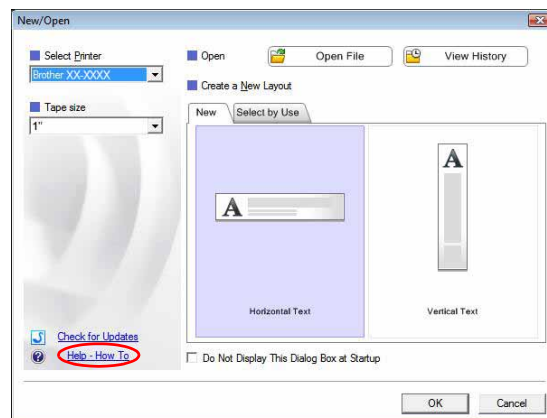 New/Open
Select Printer
Brother XX-XXXX
Tape size
1"
Check for Updates
Help - How To
Open
Open File
View History
Create a New Layout
New
Select by Use
A
Horizontal Text
A
Vertical Text
Do Not Display This Dialog Box at Startup
OK
Cancel